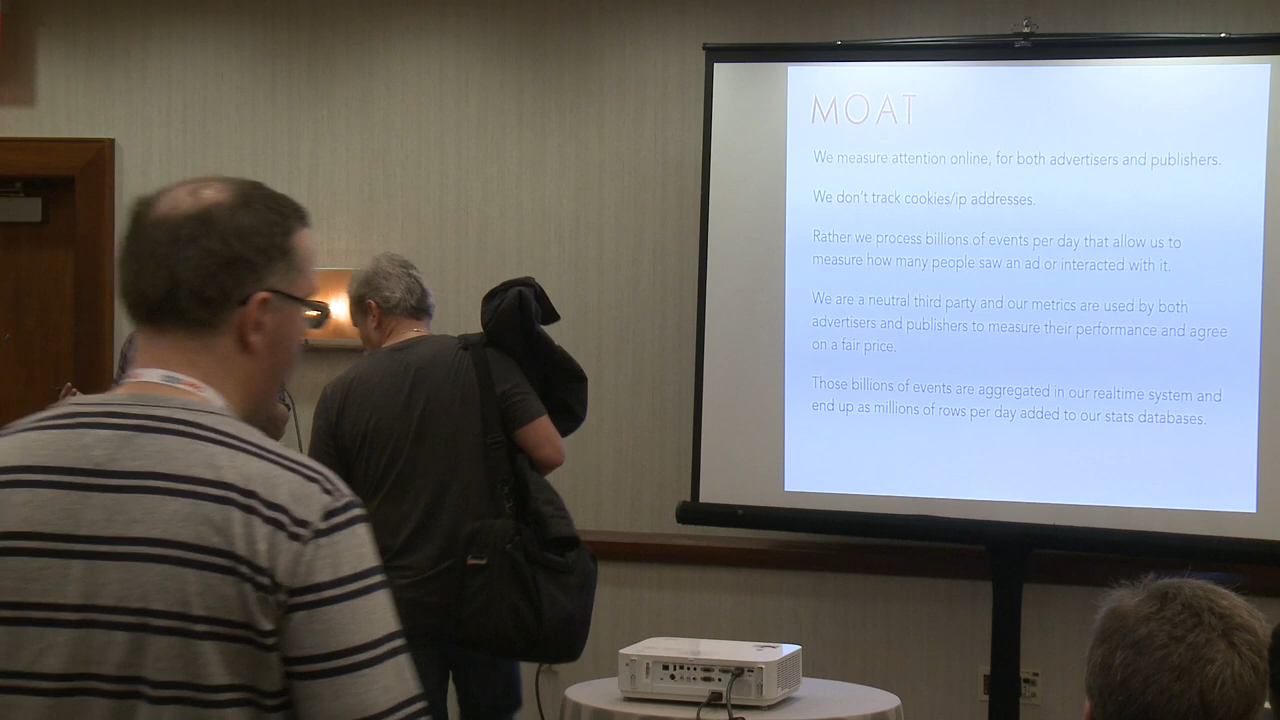 MOAT
We measure attention online, for both advertisers and publishers.
We don't track cookies/ip addresses.
Rather we process billions of events per day that allow us to
measure how many people saw an ad or interacted with it.
We are a neutral third party and our metrics are used by both
advertisers and publishers to measure their performance and agree
on a fair price.
Those billions of events are aggregated in our realtime system and
end up as millions of rows per day added to our stats databases.